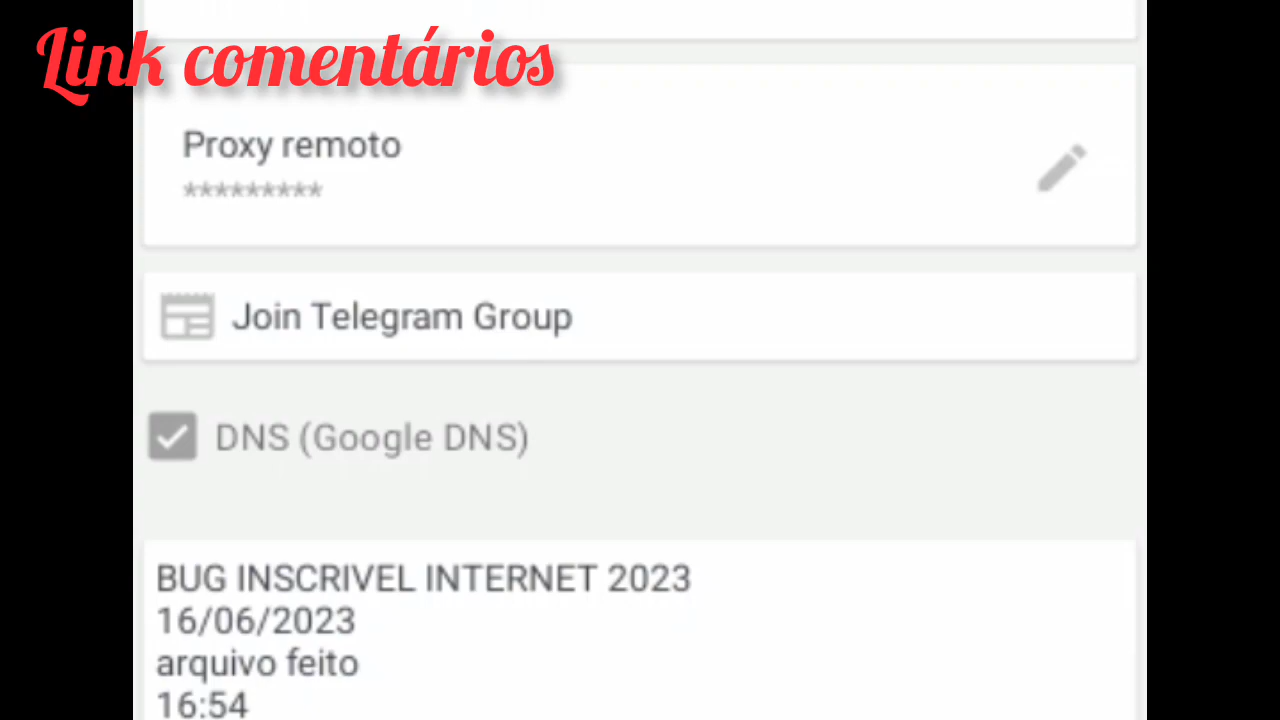 Link comentários
Proxy remoto
*********
Join Telegram Group
DNS (Google DNS)
BUG INSCRIVEL INTERNET 2023
16/06/2023
arquivo feito
16:54